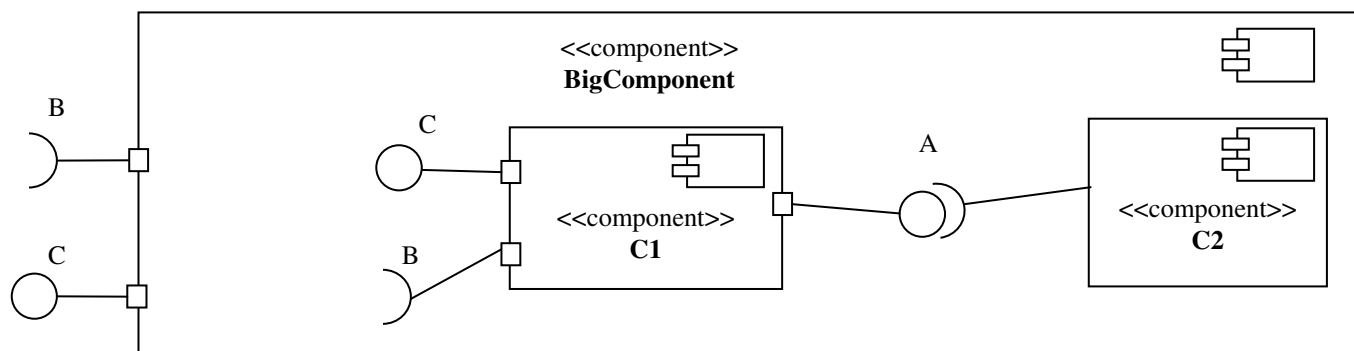 <<component>>
BigComponent
B
C
A
<<component>>
C1
<<component>>
C2
B
C